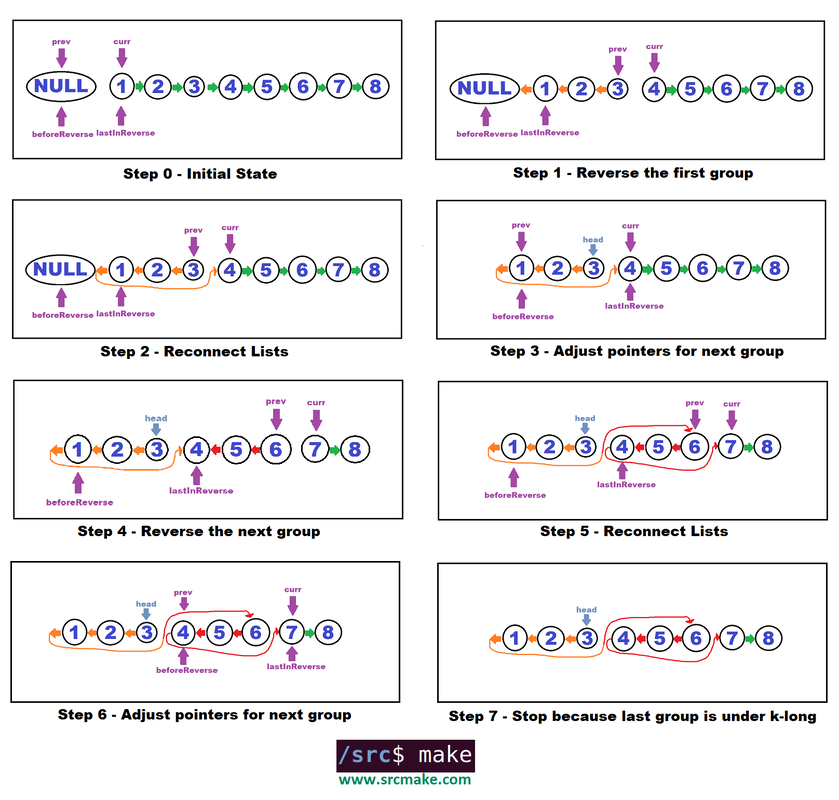 prev curr
NULL 1 2 3 4 5 6 7 8
beforeReverse lastInReverse
Step 0 - Initial State
prev curr
NULL 1 2 3 4 5 6 7 8
beforeReverse lastInReverse
Step 1 - Reverse the first group
prev curr
NULL 1 2 3 4 5 6 7 8
beforeReverse lastInReverse
Step 2 - Reconnect Lists
prev head curr
1 2 3 4 5 6 7 8
beforeReverse lastInReverse
Step 3 - Adjust pointers for next group
head prev curr
1 2 3 4 5 6 7 8
beforeReverse lastInReverse
Step 4 - Reverse the next group
head prev curr
1 2 3 4 5 6 7 8
beforeReverse lastInReverse
Step 5 - Reconnect Lists
head prev curr
1 2 3 4 5 6 7 8
beforeReverse lastInReverse
Step 6 - Adjust pointers for next group
head
1 2 3 4 5 6 7 8
Step 7 - Stop because last group is under k-long
/src$ make
www.srcmake.com